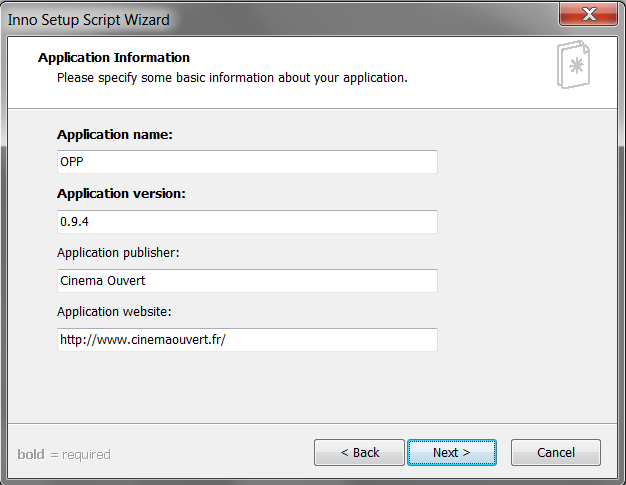 Inno Setup Script Wizard
Application Information
Please specify some basic information about your application.
Application name:
OPP
Application version:
0.9.4
Application publisher:
Cinema Ouvert
Application website:
http://www.cinemaouvert.fr/
bold = required
< Back
Next >
Cancel